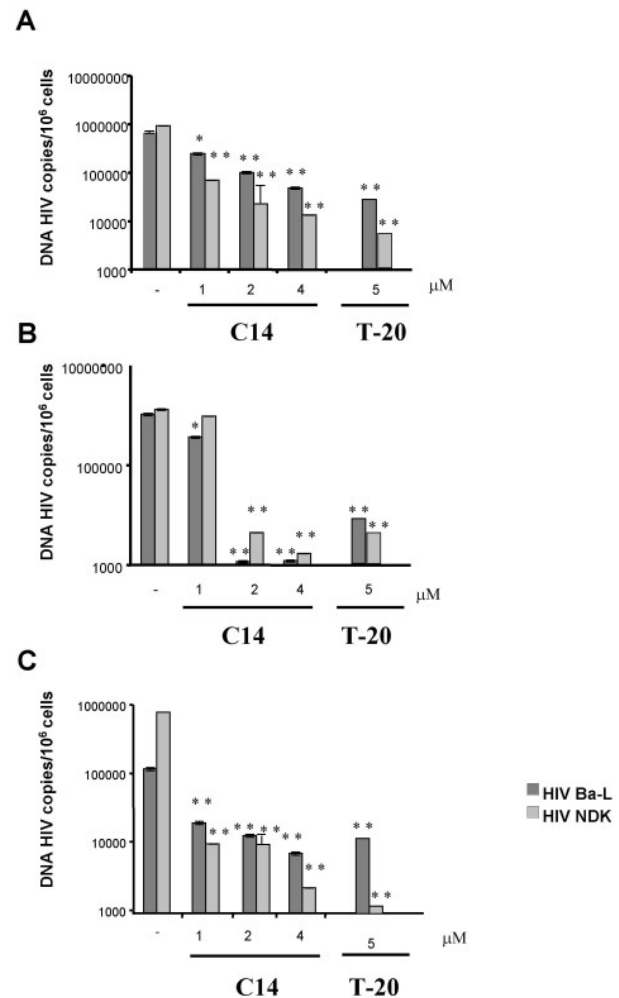 A
DNA HIV copies/10⁶ cells
10000000
1000000
* 
* *
* *
* *
* *
100000
* *
* *
* *
10000
1000
-
1
2
4
5
μM
C14
T-20
B
DNA HIV copies/10⁶ cells
10000000
*
100000
* *
* *
* *
* *
* *
* *
1000
-
1
2
4
5
μM
C14
T-20
C
DNA HIV copies/10⁶ cells
1000000
100000
* *
* *
* *
* *
* *
* *
10000
* *
* *
1000
-
1
2
4
5
μM
C14
T-20
HIV Ba-L
HIV NDK